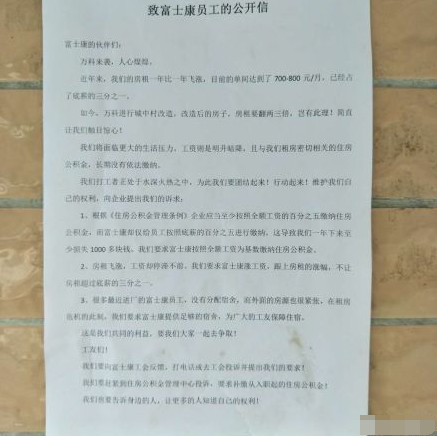 致富士康员工的公开信
富士康的伙伴们：
万科来袭，人心惶惶。
近年来，我们的房租一年比一年飞涨，目前的单间达到了 700-800 元/月，已经占
了底薪的三分之一。
如今，万科进行城中村改造，改造后的房子，房租要翻两三倍，岂有此理！简直
让我们触目惊心！
我们将面临更大的生活压力，工资则是明升暗降，且与我们租房密切相关的住房
公积金，长期没有依法缴纳。
我们打工者正处于水深火热之中，为此我们要团结起来！行动起来！维护我们自
己的权利，向企业提出我们的诉求：
1、根据《住房公积金管理条例》企业应当至少按照全额工资的百分之五缴纳住房
公积金，而富士康却仅给员工按照底薪的百分之五进行缴纳，这导致我们一年下来至
少损失 1000 多块钱，我们要求富士康按照全额工资为基数缴纳住房公积金。
2、房租飞涨，工资却停滞不前，我们要求富士康涨工资，跟上房租的涨幅，不让
房租超过底薪的三分之一。
3、很多搬迁进厂的富士康员工，没有分配宿舍，而外面的房源也很紧张，在租房
危机的此刻，我们要求富士康提供足够的住宿，为广大的工友保障住宿。
这是我们共同的利益，要我们大家一起去争取！
工友们！
我们要向富士康工会反馈，打电话或去工会投诉并提出我们的要求！
我们要赶紧到住房公积金管理中心投诉，要求补缴从入职起的住房公积金！
我们需要告诉身边的人，让更多的人知道自己的权利！